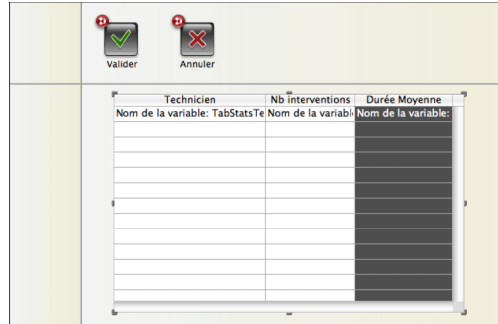 Valider Annuler
Technicien Nb interventions Durée Moyenne
Nom de la variable: TabStatsTe Nom de la variabl Nom de la variable: